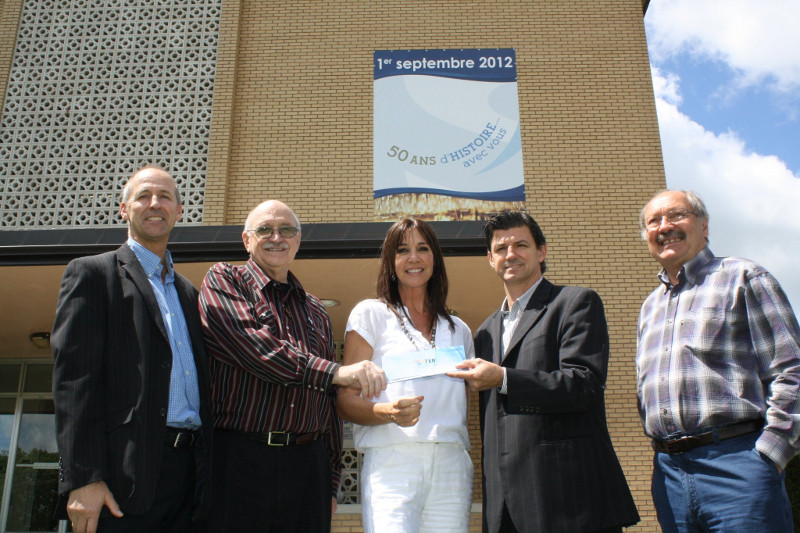 1er septembre 2012
50 ANS d'HISTOIRE...
avec vous